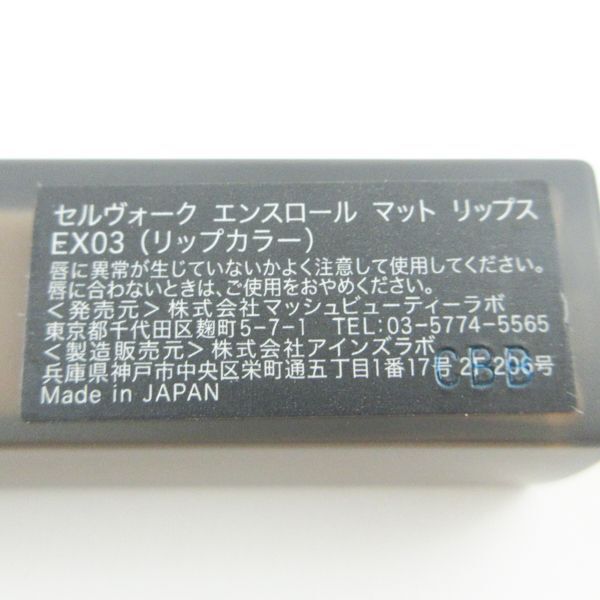 セルヴォーク エンスロール マット リップス
EX03 (リップカラー)
唇に異常が生じていないかよく注意して使用してください。
唇に合わないときは、ご使用をおやめください。
<発売元>株式会社マッシュビューティーラボ
東京都千代田区麹町5-7-1 TEL:03-5774-5565
<製造販売元>株式会社アインズラボ
兵庫県神戸市中央区栄町通五丁目1番17号 2F 206号
Made in JAPAN
CBD